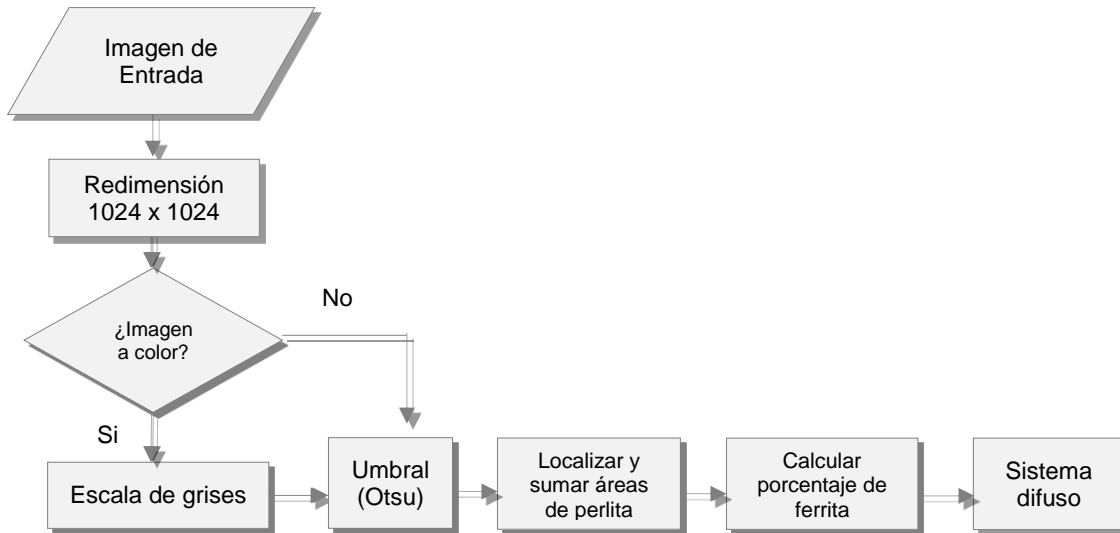 Imagen de
Entrada
Redimensión
1024 x 1024
¿Imagen
a color?
No
Si
Escala de grises
Umbral
(Otsu)
Localizar y
sumar áreas
de perlita
Calcular
porcentaje de
ferrita
Sistema
difuso